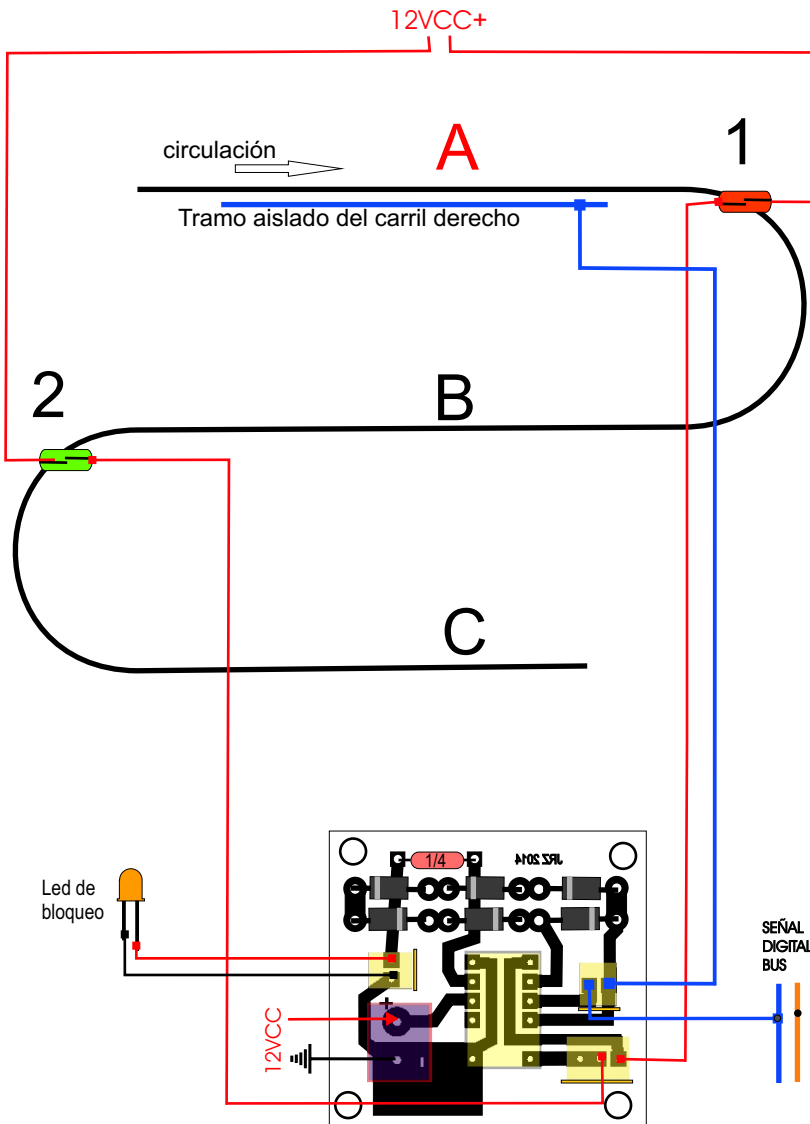 12VCC+
circulación
A
1
Tramo aislado del carril derecho
2
B
C
1/4
JRZ 2014
Led de
bloqueo
SEÑAL
DIGITAL
BUS
+
12VCC
-